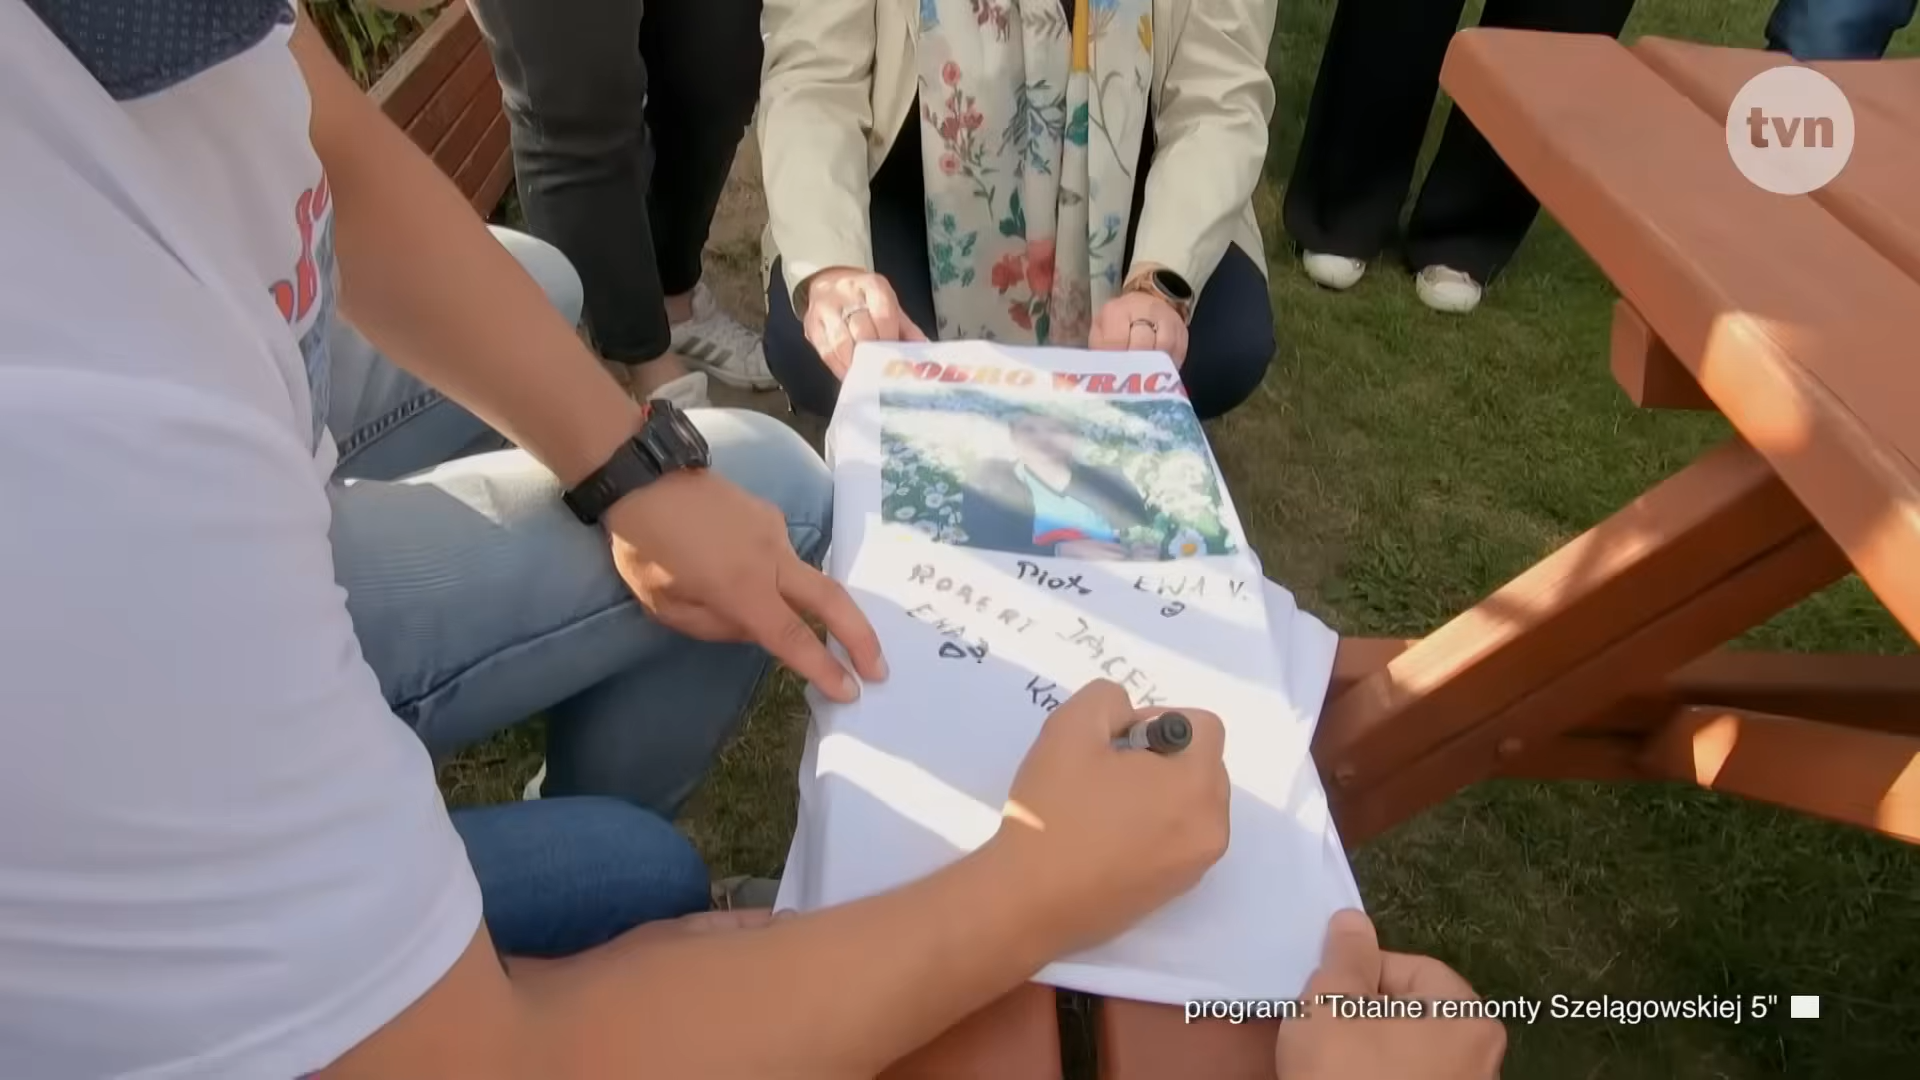 tvn
DOBRO WRACA
Piotr EWA V.
ROBERT JACEK
EWA
program: "Totalne remonty Szelągowskiej 5"